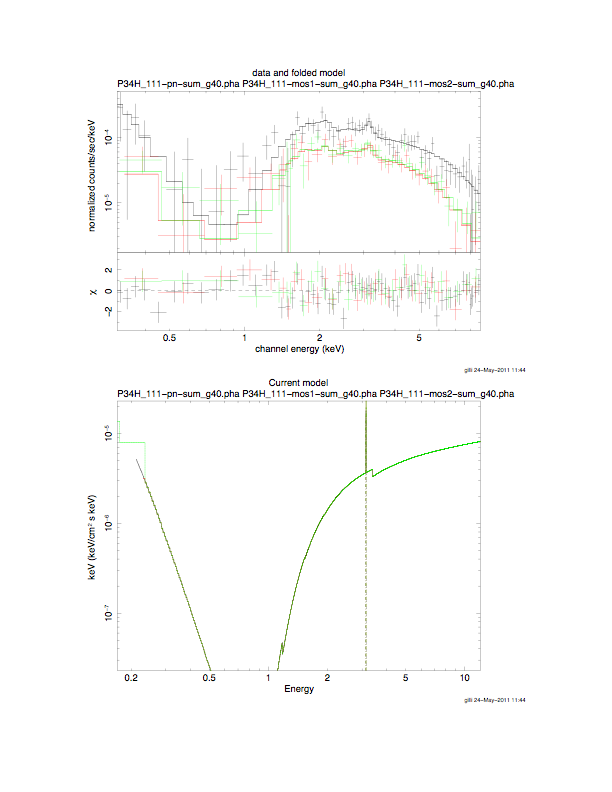 data and folded model
P34H_111-pn-sum_g40.pha P34H_111-mos1-sum_g40.pha P34H_111-mos2-sum_g40.pha
normalized counts/sec/keV
10⁻⁴
10⁻⁵
χ
2
0
−2
0.5 1 2 5
channel energy (keV)
gilli 24-May-2011 11:44
Current model
P34H_111-pn-sum_g40.pha P34H_111-mos1-sum_g40.pha P34H_111-mos2-sum_g40.pha
keV (keV/cm² s keV)
10⁻⁵
10⁻⁶
10⁻⁷
0.2 0.5 1 2 5 10
Energy
gilli 24-May-2011 11:44